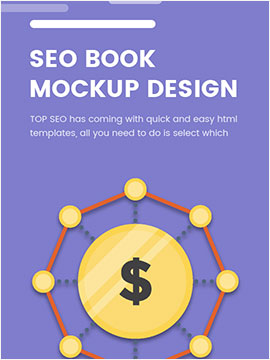 SEO BOOK
MOCKUP DESIGN
TOP SEO has coming with quick and easy html
templates, all you need to do is select which
$